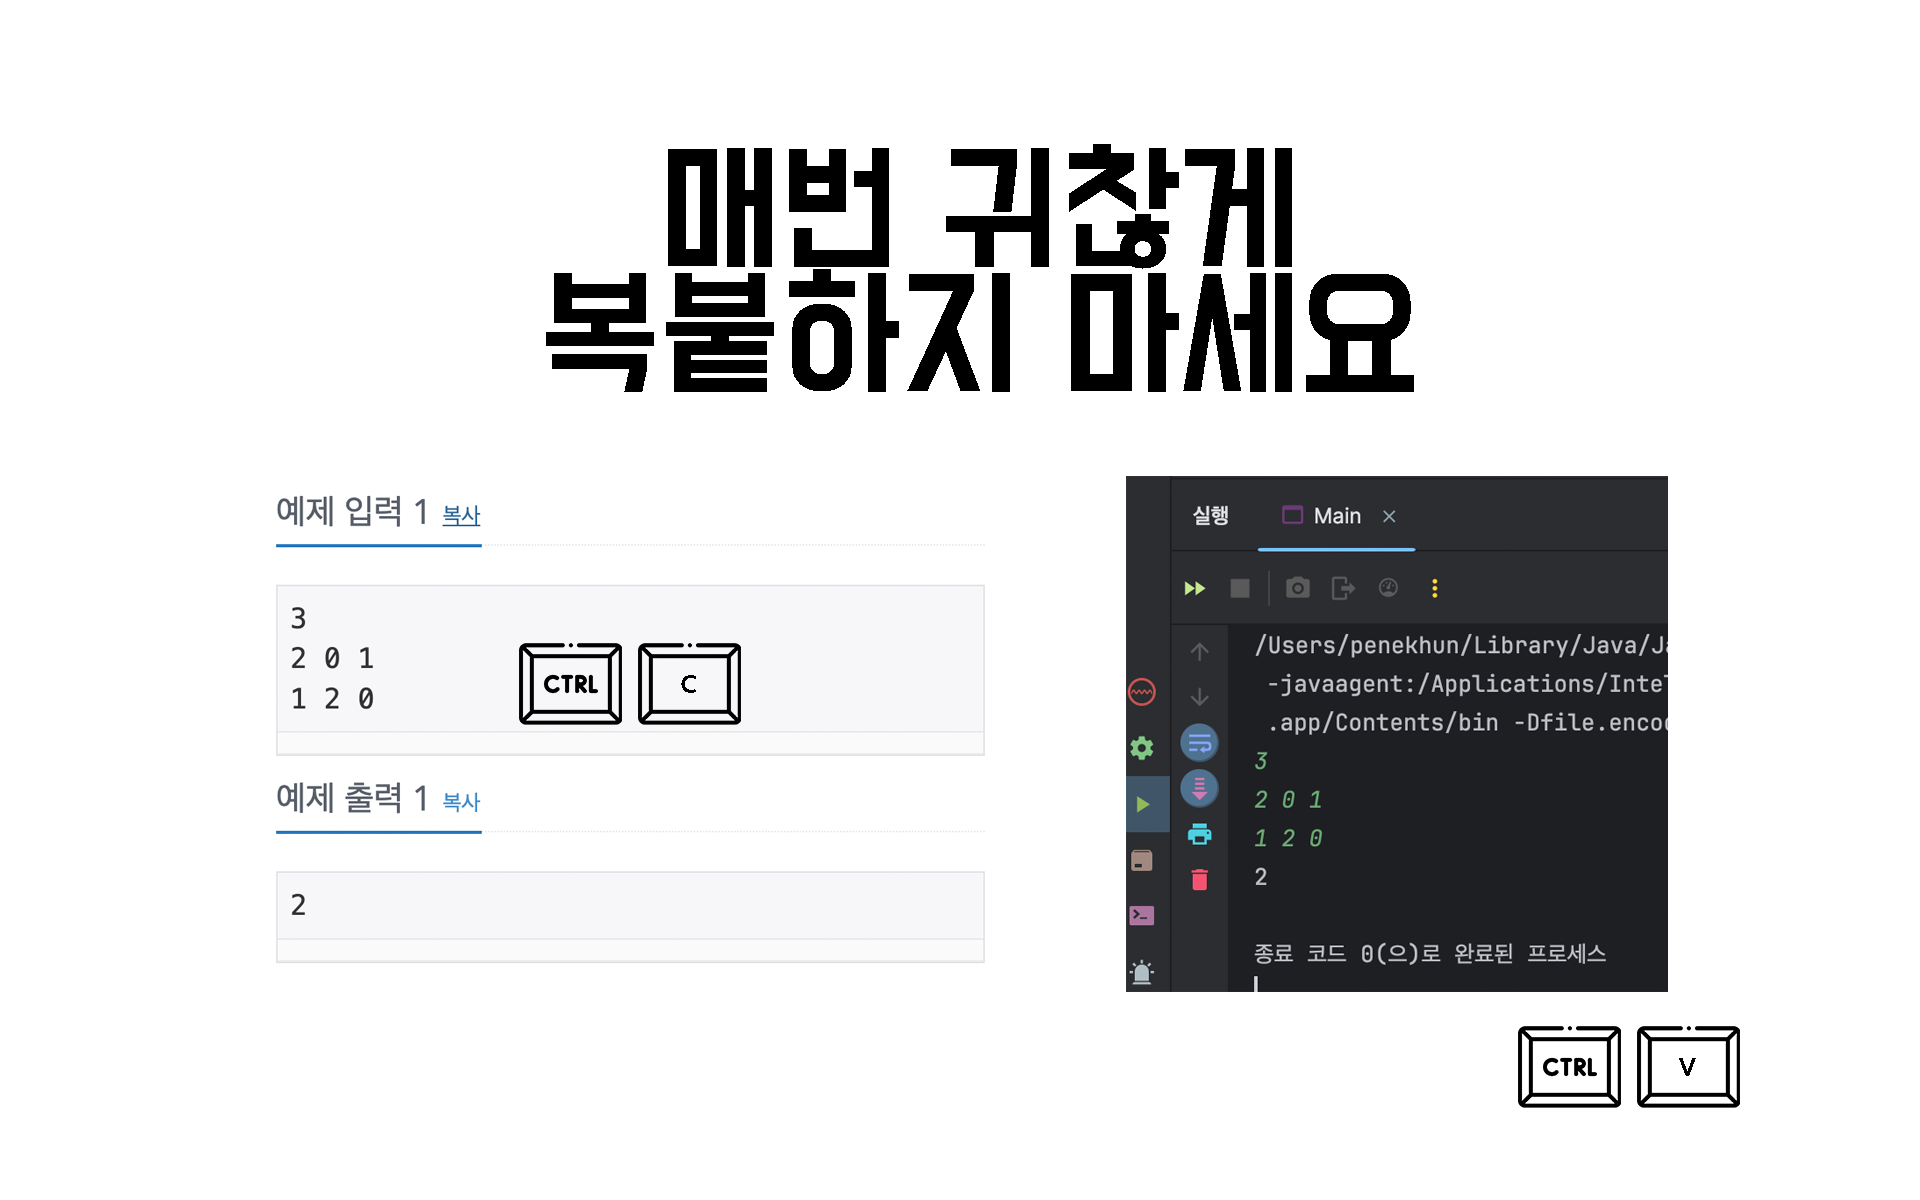 매번 귀찮게
복붙하지 마세요
예제 입력 1 복사
3
2 0 1
1 2 0
CTRL C
예제 출력 1 복사
2
실행 Main
/Users/penekhun/Library/Java/Ja
-javaagent:/Applications/Intel
.app/Contents/bin -Dfile.encod
3
2 0 1
1 2 0
2
종료 코드 0(으)로 완료된 프로세스
CTRL V